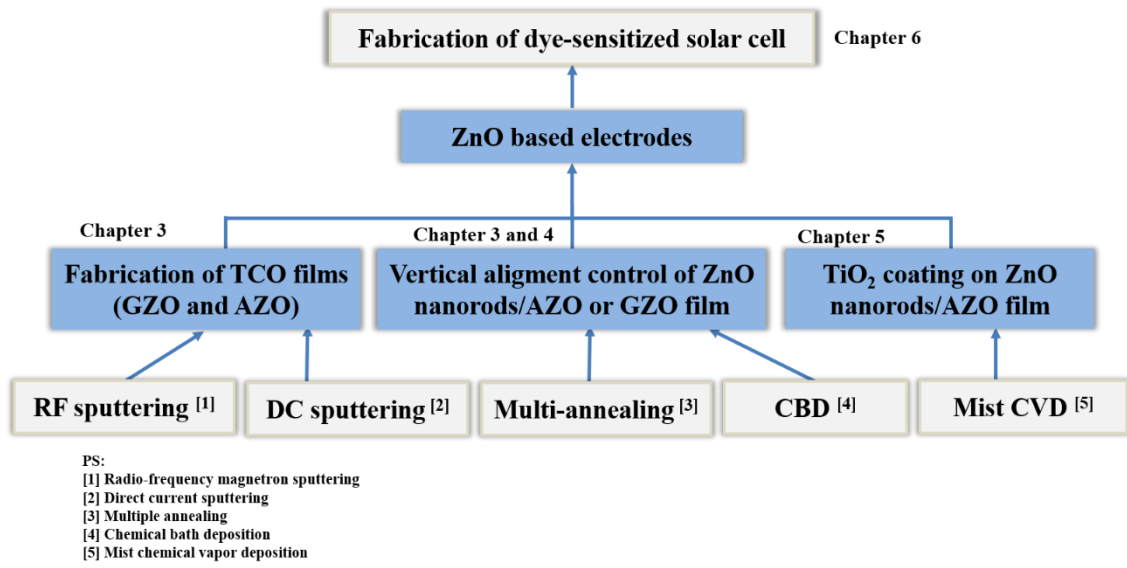 Fabrication of dye-sensitized solar cell
Chapter 6
ZnO based electrodes
Chapter 3
Chapter 3 and 4
Chapter 5
Fabrication of TCO films
(GZO and AZO)
Vertical aligment control of ZnO
nanorods/AZO or GZO film
TiO₂ coating on ZnO
nanorods/AZO film
RF sputtering [1]
DC sputtering [2]
Multi-annealing [3]
CBD [4]
Mist CVD [5]
PS:
[1] Radio-frequency magnetron sputtering
[2] Direct current sputtering
[3] Multiple annealing
[4] Chemical bath deposition
[5] Mist chemical vapor deposition